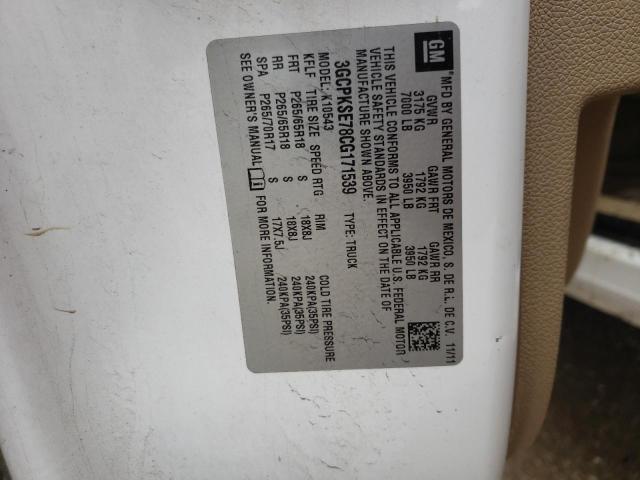 GM
MFD BY GENERAL MOTORS DE MEXICO, S. DE R.L. DE C.V. 11/11
GVWR GAWR FRT GAWR RR
3175 KG 1792 KG 1792 KG
7000 LB 3950 LB 3950 LB
THIS VEHICLE CONFORMS TO ALL APPLICABLE U.S. FEDERAL MOTOR
VEHICLE SAFETY STANDARDS IN EFFECT ON THE DATE OF
MANUFACTURE SHOWN ABOVE.
3GCPKSE78CG171539 TYPE: TRUCK
MODEL: K10543
KFLF TIRE SIZE SPEED RTG RIM COLD TIRE PRESSURE
FRT P265/65R18 S 18X8J 240KPA(35PSI)
RR P265/65R18 S 18X8J 240KPA(35PSI)
SPA P265/70R17 S 17X7.5J 240KPA(35PSI)
SEE OWNER'S MANUAL FOR MORE INFORMATION.